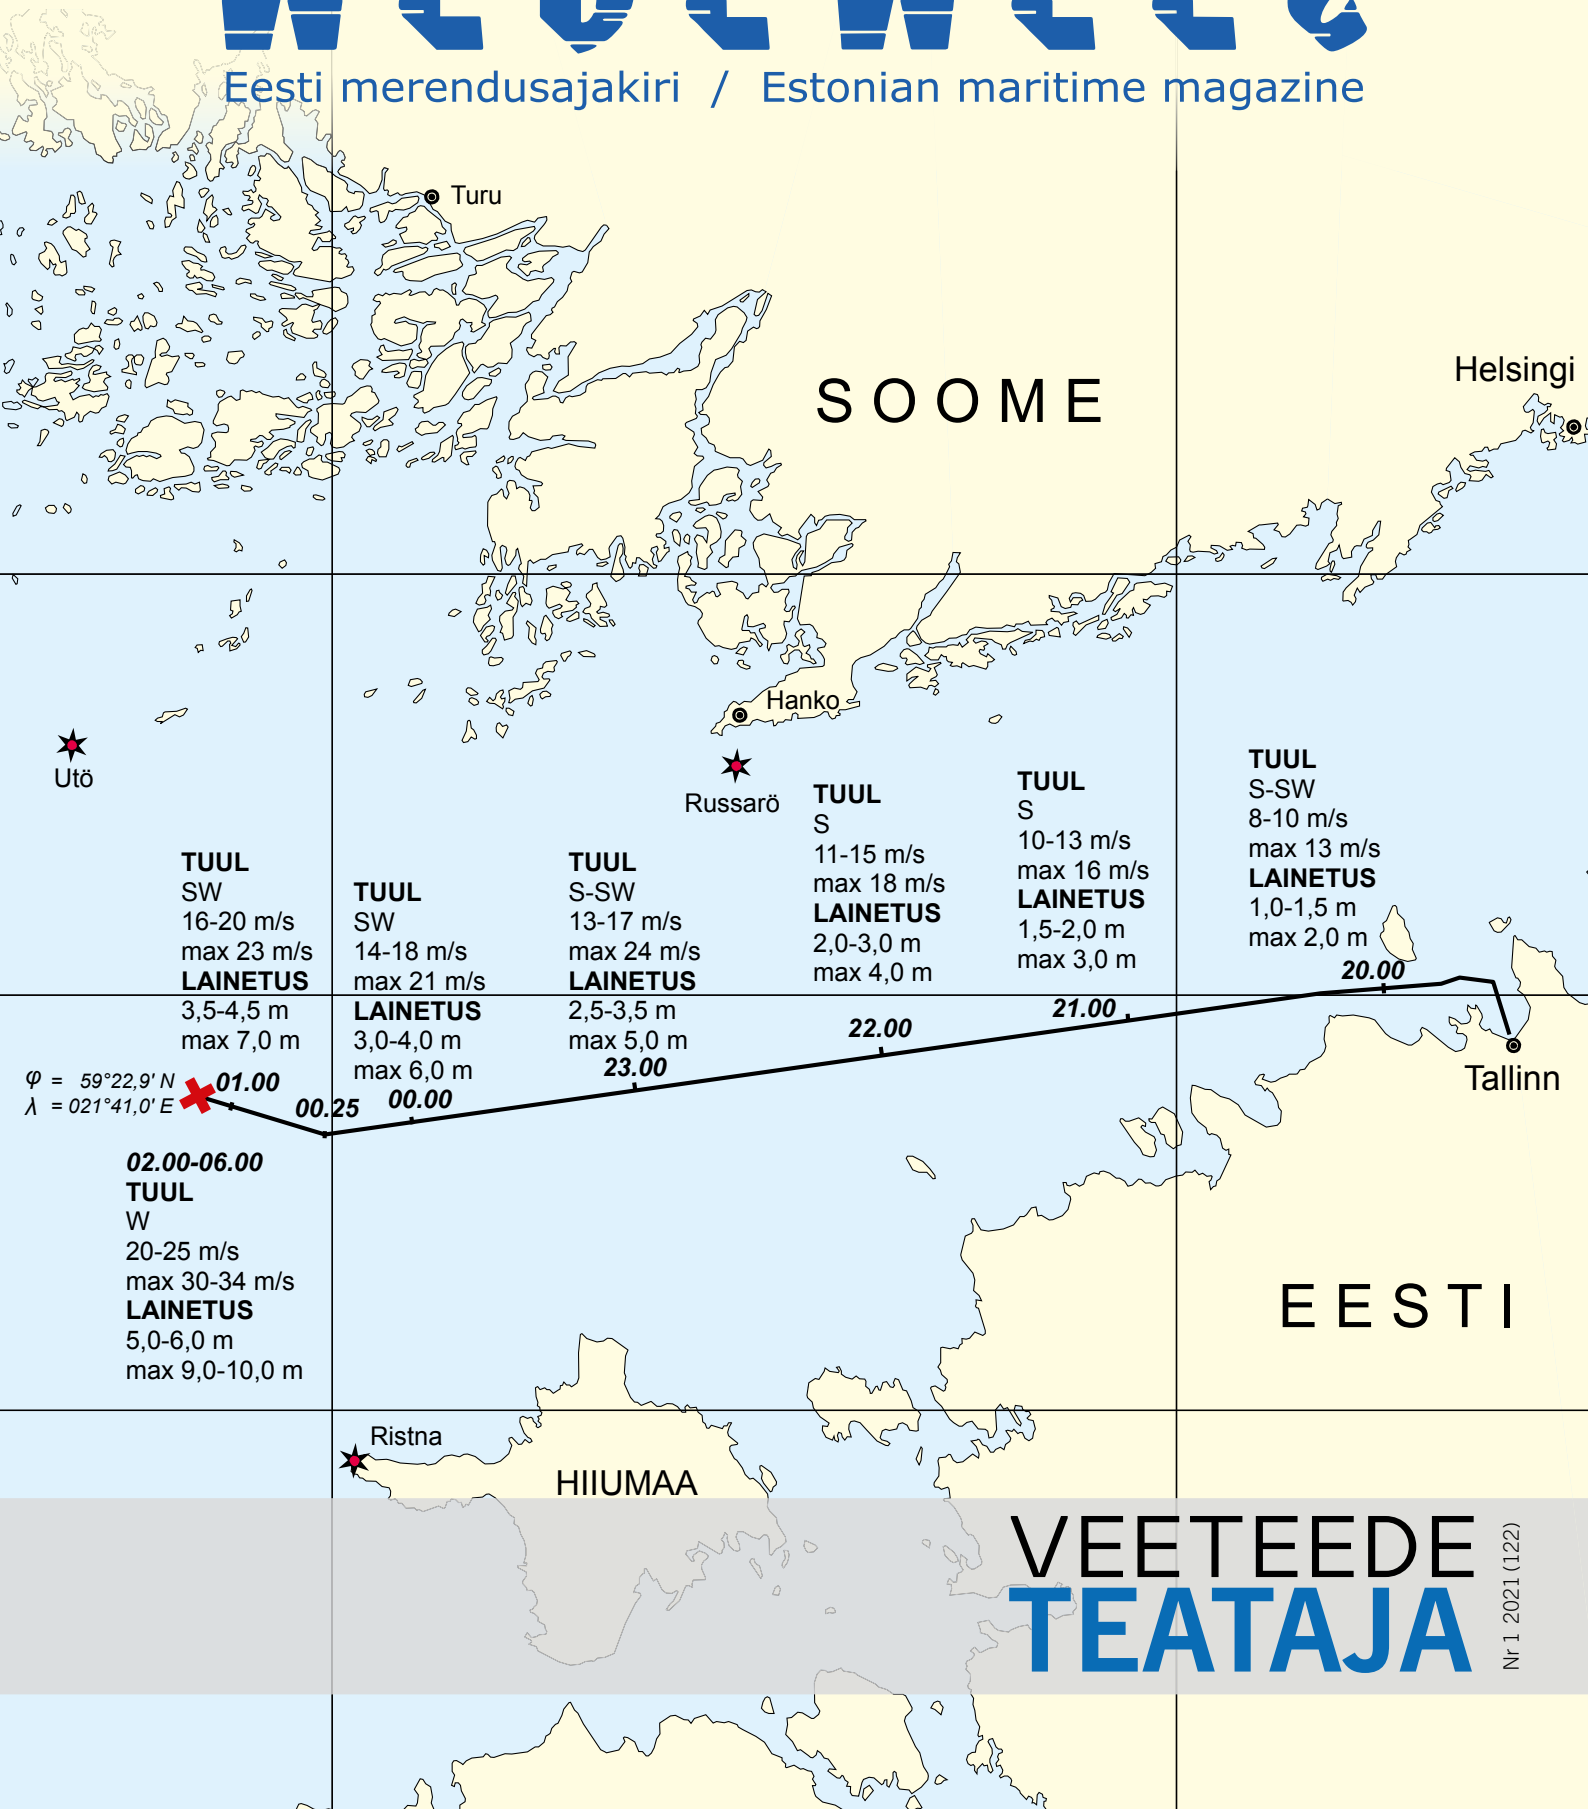 Eesti merendusajakiri / Estonian maritime magazine
Turu
SOOME
Helsingi
Hanko
Utö
Russarö
TUUL
S-SW
8-10 m/s
max 13 m/s
LAINETUS
1,0-1,5 m
max 2,0 m
20.00
TUUL
S
10-13 m/s
max 16 m/s
LAINETUS
1,5-2,0 m
max 3,0 m
21.00
TUUL
S
11-15 m/s
max 18 m/s
LAINETUS
2,0-3,0 m
max 4,0 m
22.00
TUUL
S-SW
13-17 m/s
max 24 m/s
LAINETUS
2,5-3,5 m
max 5,0 m
23.00
TUUL
SW
14-18 m/s
max 21 m/s
LAINETUS
3,0-4,0 m
max 6,0 m
00.00
00.25
TUUL
SW
16-20 m/s
max 23 m/s
LAINETUS
3,5-4,5 m
max 7,0 m
01.00
φ = 59°22,9' N
λ = 021°41,0' E
02.00-06.00
TUUL
W
20-25 m/s
max 30-34 m/s
LAINETUS
5,0-6,0 m
max 9,0-10,0 m
Tallinn
EESTI
Ristna
HIIUMAA
VEETEEDE
TEATAJA
Nr 1 2021 (122)